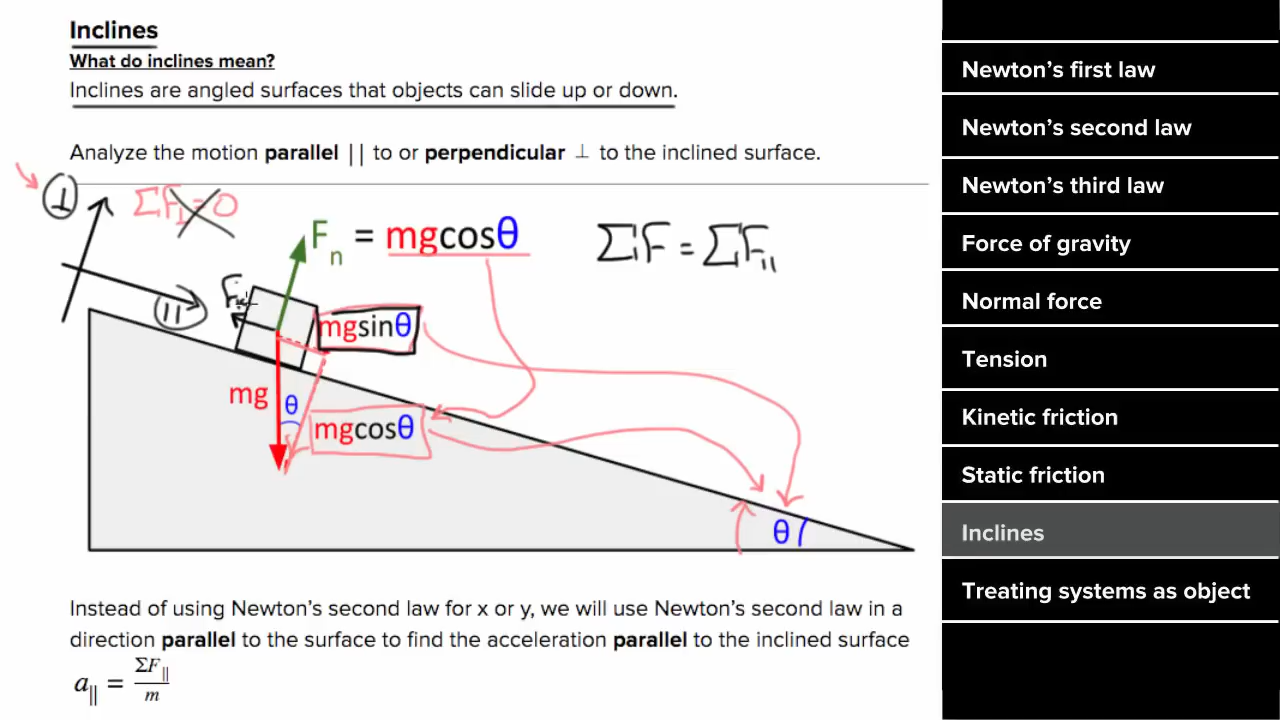 Inclines
What do inclines mean?
Inclines are angled surfaces that objects can slide up or down.
Analyze the motion parallel || to or perpendicular ⊥ to the inclined surface.
⊥
ΣF⊥=0
Fn = mgcosθ
ΣF = ΣF||
||
mgsinθ
mg
θ
mgcosθ
θ
Instead of using Newton's second law for x or y, we will use Newton's second law in a
direction parallel to the surface to find the acceleration parallel to the inclined surface
a|| = ΣF|| / m
Newton's first law
Newton's second law
Newton's third law
Force of gravity
Normal force
Tension
Kinetic friction
Static friction
Inclines
Treating systems as object